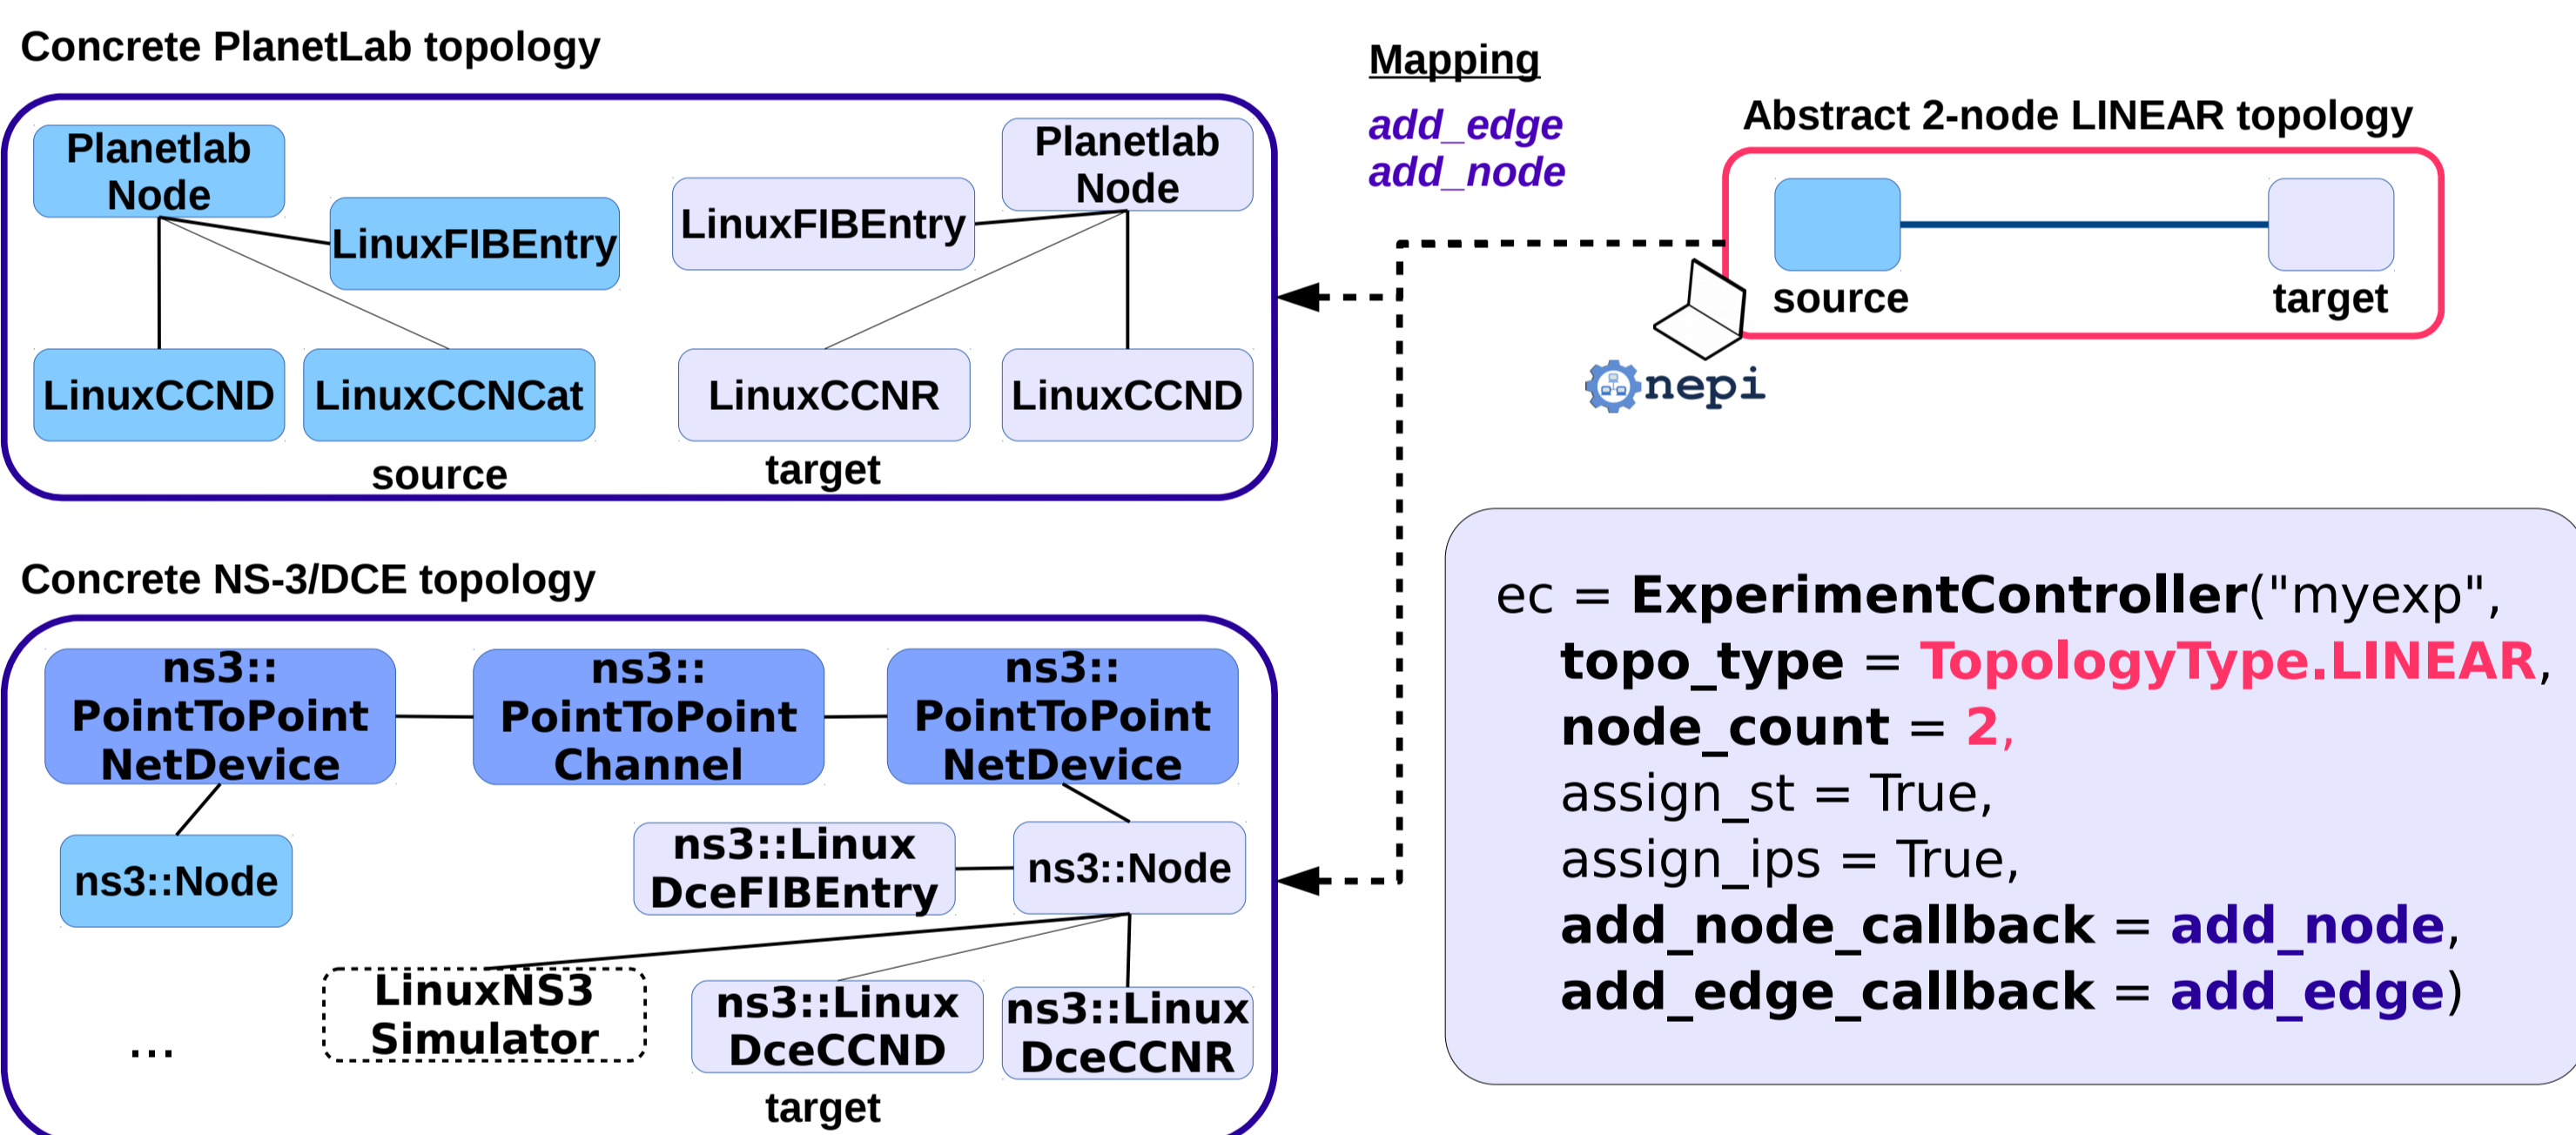 Concrete PlanetLab topology
Planetlab
Node
LinuxFIBEntry
LinuxCCND
LinuxCCNCat
source
Planetlab
Node
LinuxFIBEntry
LinuxCCNR
LinuxCCND
target
Mapping
add_edge
add_node
Abstract 2-node LINEAR topology
source
target
nepi
Concrete NS-3/DCE topology
ns3::
PointToPoint
NetDevice
ns3::
PointToPoint
Channel
ns3::
PointToPoint
NetDevice
ns3::Node
ns3::Linux
DceFIBEntry
ns3::Node
...
LinuxNS3
Simulator
ns3::Linux
DceCCND
ns3::Linux
DceCCNR
target
ec = ExperimentController("myexp",
topo_type = TopologyType.LINEAR,
node_count = 2,
assign_st = True,
assign_ips = True,
add_node_callback = add_node,
add_edge_callback = add_edge)